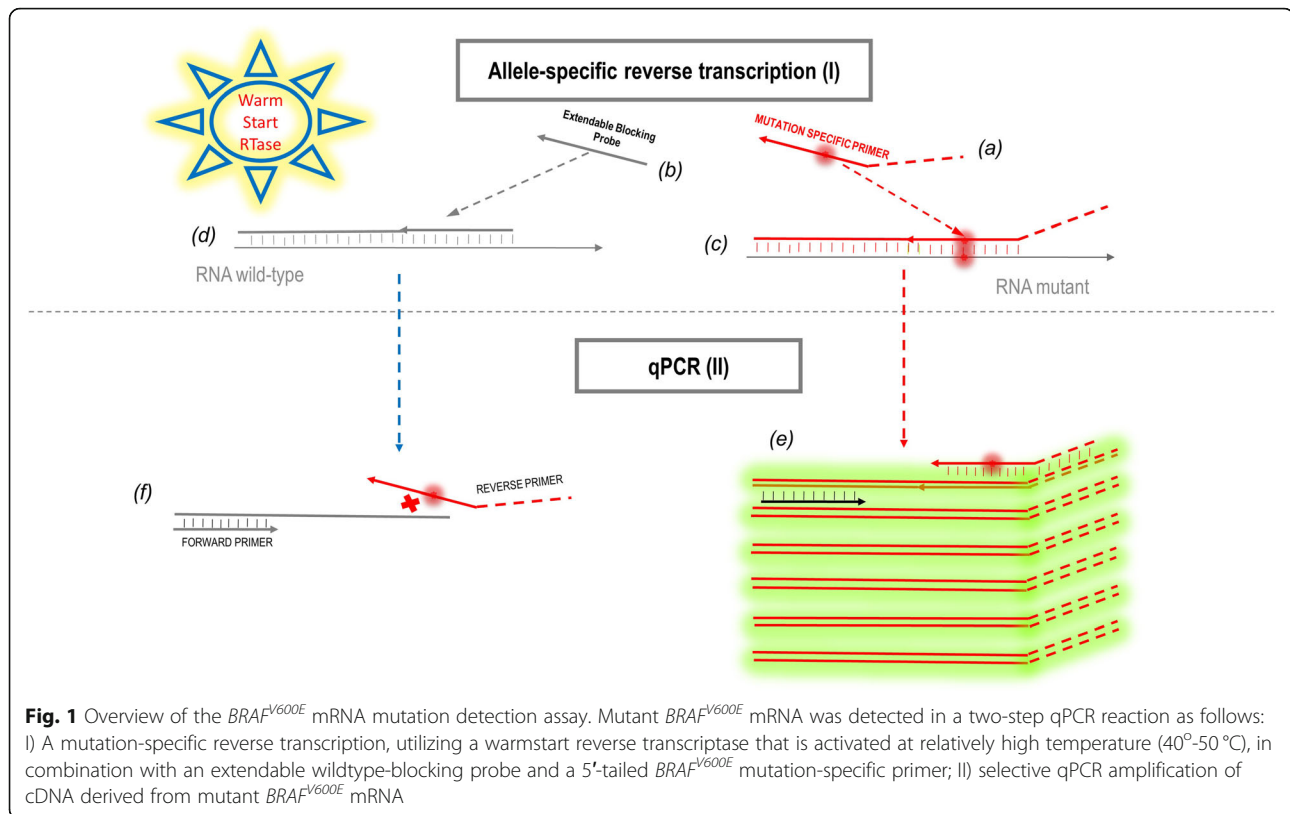 Allele-specific reverse transcription (I)
Warm
Start
RTase
Extendable Blocking
Probe
(b)
MUTATION SPECIFIC PRIMER
(a)
(d)
(c)
RNA wild-type
RNA mutant
qPCR (II)
(e)
(f)
REVERSE PRIMER
FORWARD PRIMER
Fig. 1 Overview of the BRAFV600E mRNA mutation detection assay. Mutant BRAFV600E mRNA was detected in a two-step qPCR reaction as follows:
I) A mutation-specific reverse transcription, utilizing a warmstart reverse transcriptase that is activated at relatively high temperature (40°-50 °C), in
combination with an extendable wildtype-blocking probe and a 5′-tailed BRAFV600E mutation-specific primer; II) selective qPCR amplification of
cDNA derived from mutant BRAFV600E mRNA